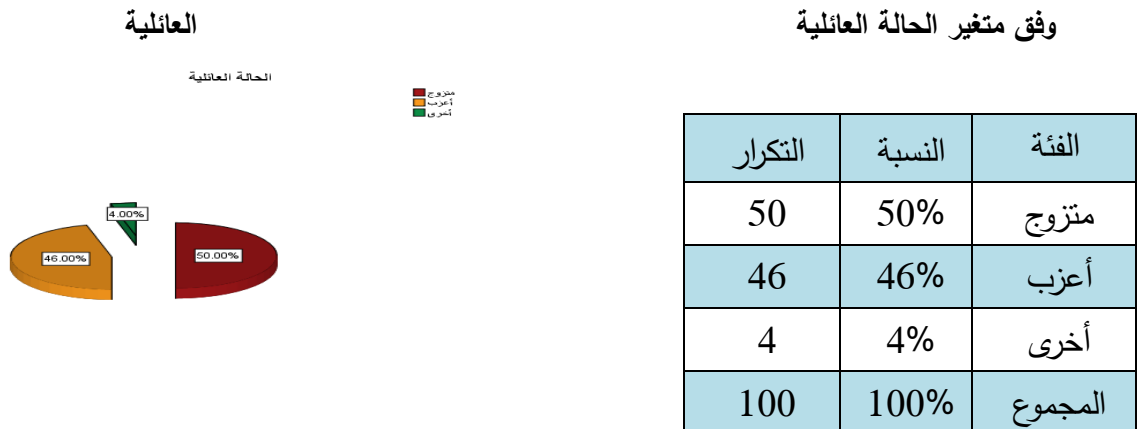 وفق متغير الحالة العائلية
العائلية
الفئة النسبة التكرار
متزوج 50% 50
أعزب 46% 46
أخرى 4% 4
المجموع 100% 100
الحالة العائلية
متزوج
أعزب
أخرى
4.00%
46.00%
50.00%